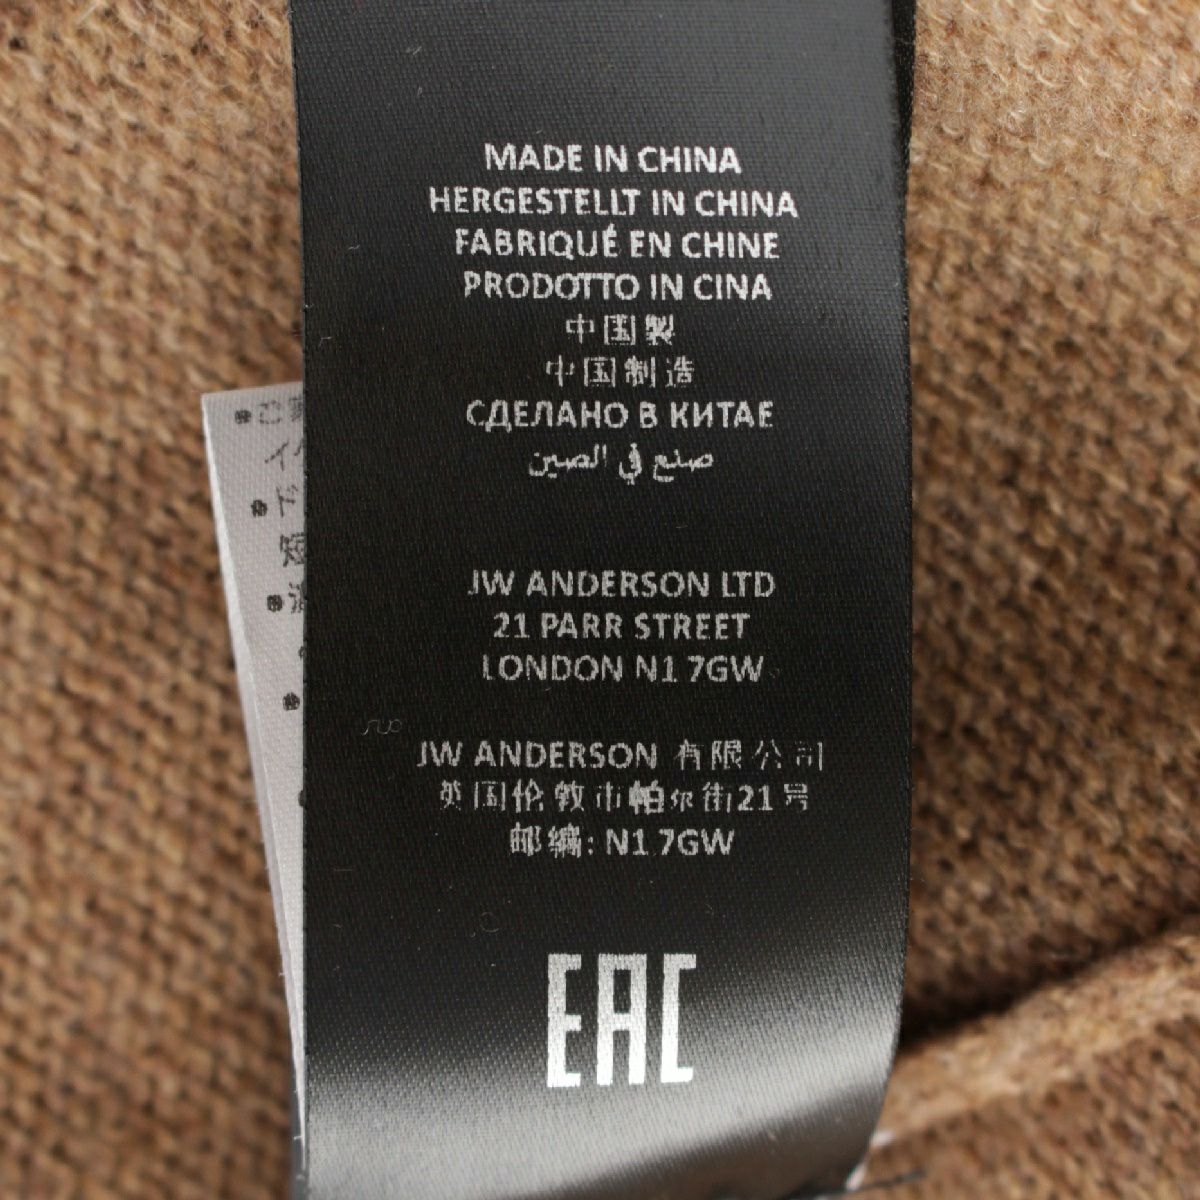 MADE IN CHINA
HERGESTELLT IN CHINA
FABRIQUÉ EN CHINE
PRODOTTO IN CINA
中国製
中国制造
СДЕЛАНО В КИТАЕ
صنع في الصين
JW ANDERSON LTD
21 PARR STREET
LONDON N1 7GW
JW ANDERSON 有限公司
英国伦敦市帕尔街21号
邮编: N1 7GW
EAC